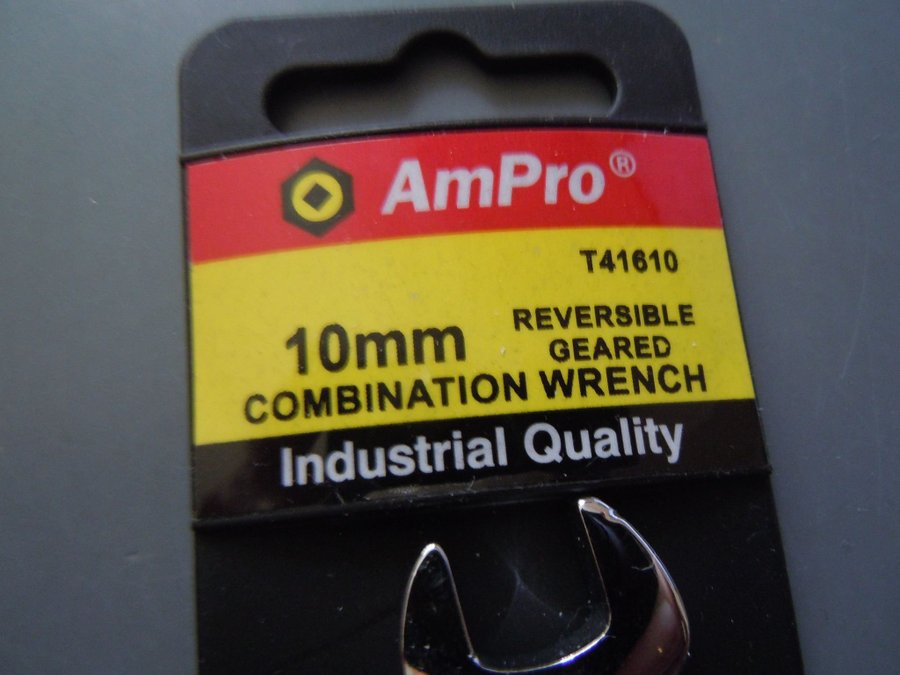 AmPro®
T41610
10mm REVERSIBLE GEARED
COMBINATION WRENCH
Industrial Quality